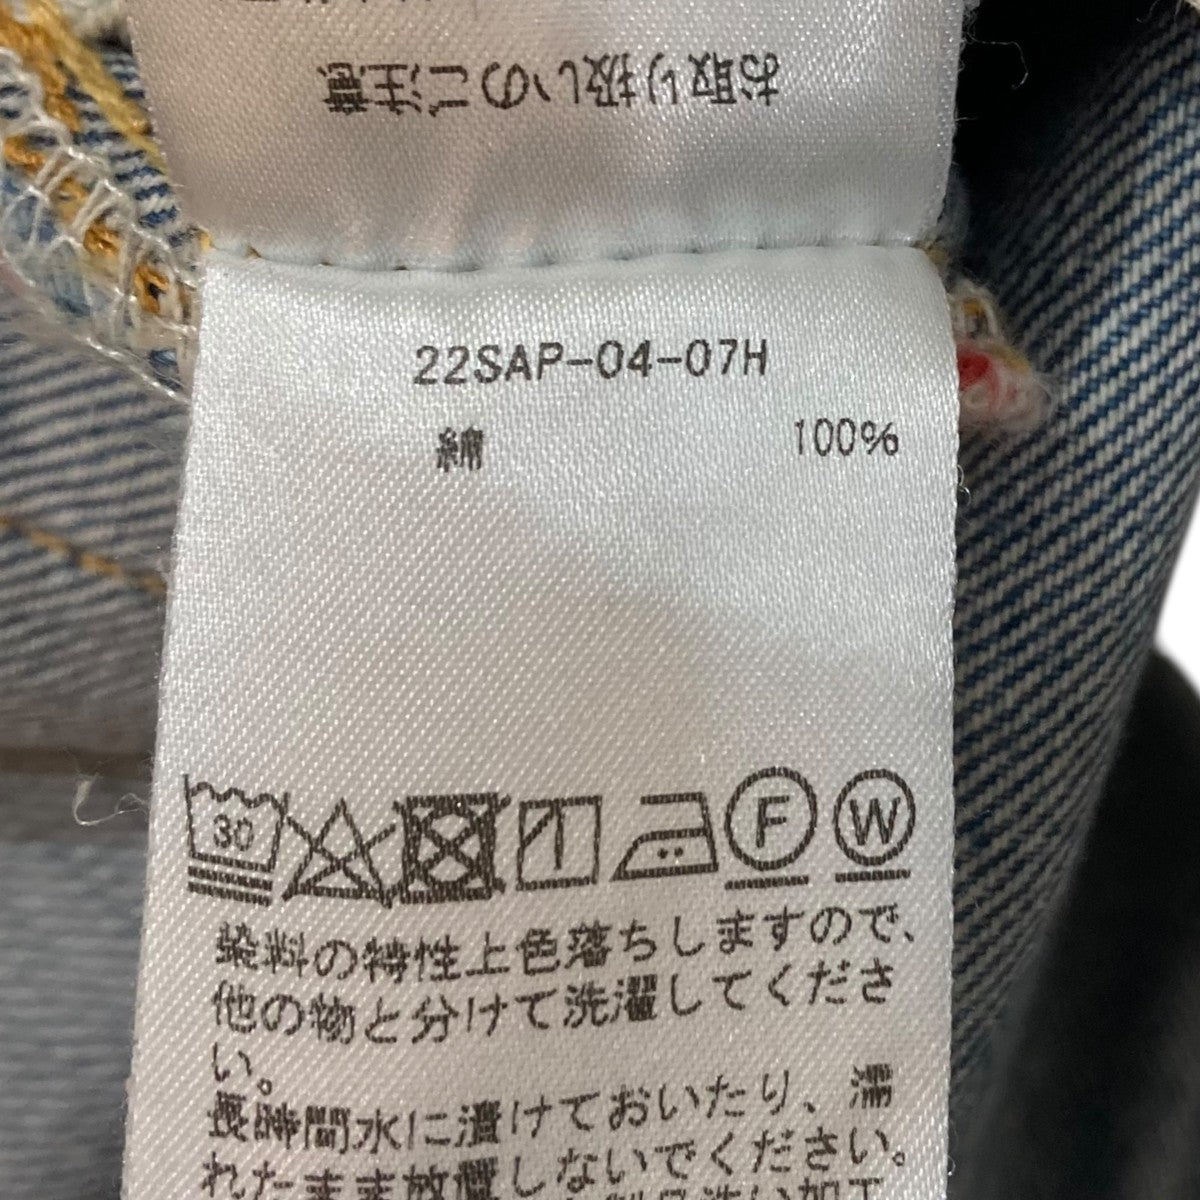 お取り扱いのご注意
22SAP-04-07H
綿 100%
30 F W
染料の特性上色落ちしますので、
他の物と分けて洗濯してくださ
い。
長時間水に漬けておいたり、濡
れたまま放置しないでください。